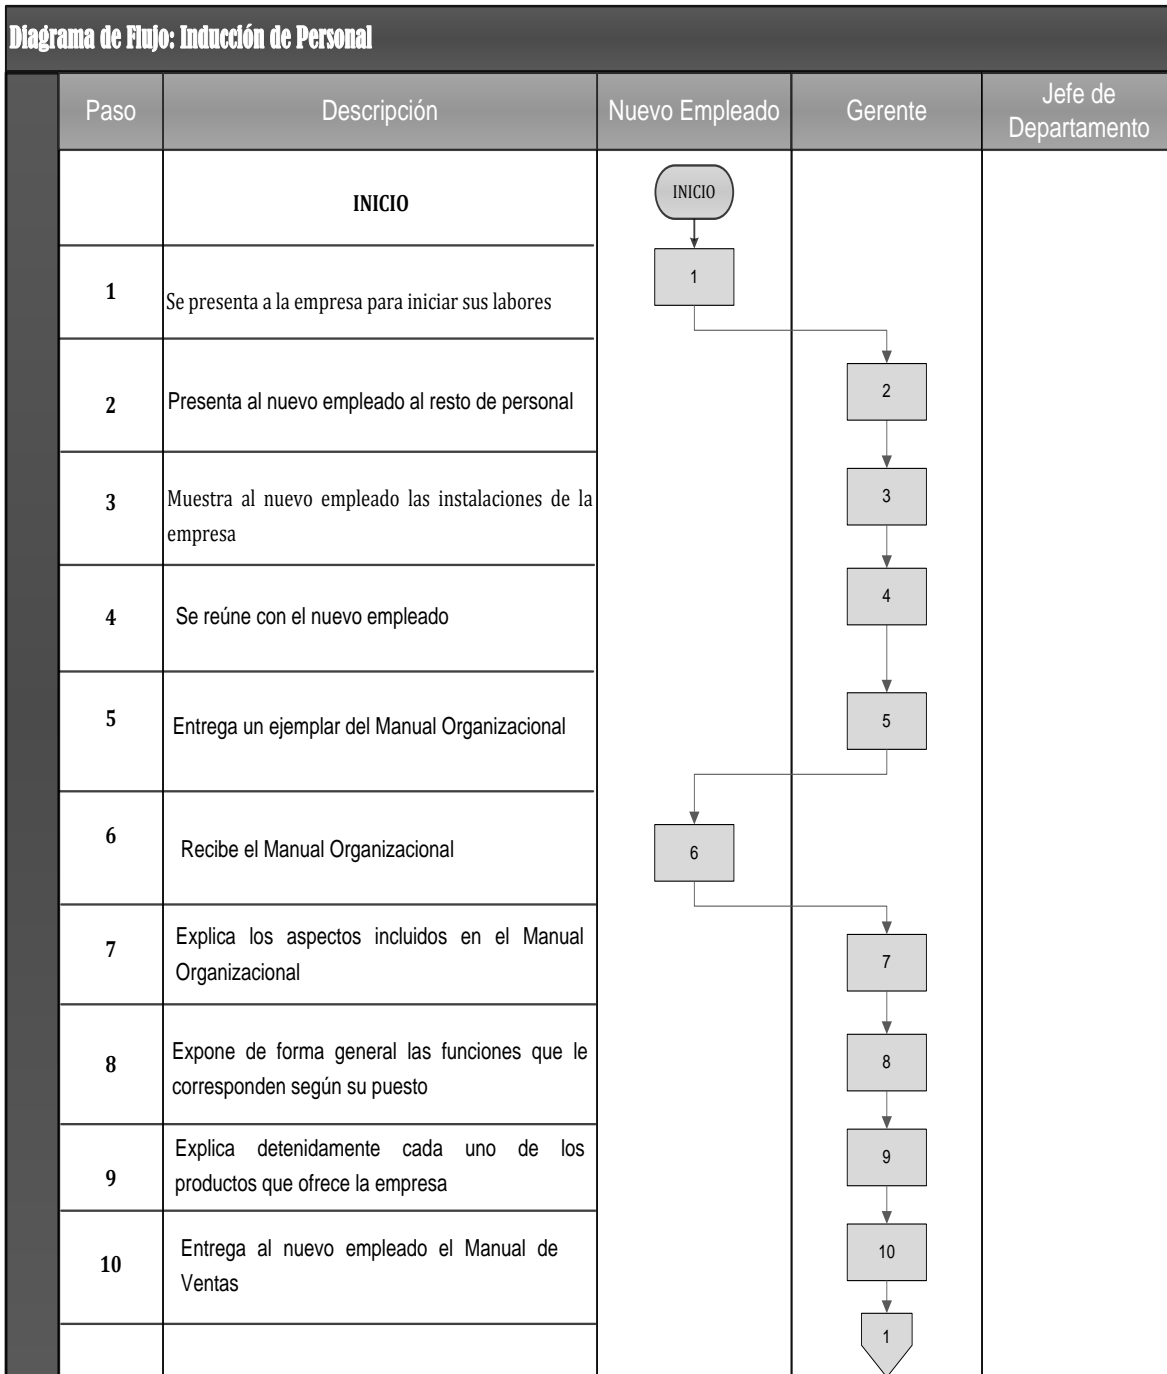 Diagrama de Flujo: Inducción de Personal
Paso
Descripción
Nuevo Empleado
Gerente
Jefe de
Departamento
INICIO
INICIO
1
Se presenta a la empresa para iniciar sus labores
1
2
Presenta al nuevo empleado al resto de personal
2
3
Muestra al nuevo empleado las instalaciones de la
empresa
3
4
Se reúne con el nuevo empleado
4
5
Entrega un ejemplar del Manual Organizacional
5
6
Recibe el Manual Organizacional
6
7
Explica los aspectos incluidos en el Manual
Organizacional
7
8
Expone de forma general las funciones que le
corresponden según su puesto
8
9
Explica detenidamente cada uno de los
productos que ofrece la empresa
9
10
Entrega al nuevo empleado el Manual de
Ventas
10
1